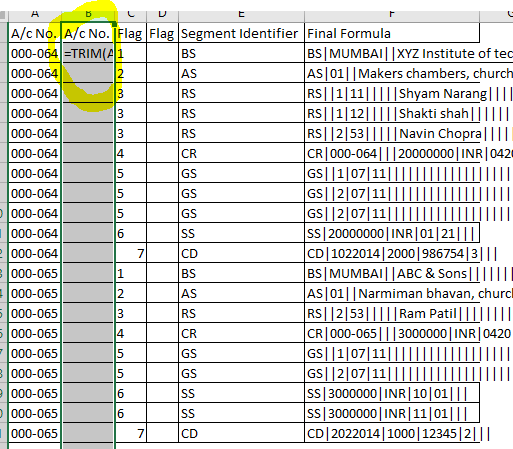 A B C D E F
A/c No. A/c No. Flag Flag Segment Identifier Final Formula
000-064 =TRIM(A 1 BS BS|MUMBAI||XYZ Institute of tec
000-064 2 AS AS|01||Makers chambers, church
000-064 3 RS RS||1|11|||||Shyam Narang||||
000-064 3 RS RS||1|12|||||Shakti shah||||||
000-064 3 RS RS||2|53|||||Navin Chopra|||||
000-064 4 CR CR|000-064|||20000000|INR|0420
000-064 5 GS GS||1|07|11||||||||||||||||||
000-064 5 GS GS||2|07|11||||||||||||||||||
000-064 5 GS GS||2|07|11||||||||||||||||||
000-064 6 SS SS|20000000|INR|01|21|||
000-064 7 CD CD|1022014|2000|986754|3|||
000-065 1 BS BS|MUMBAI||ABC & Sons|||||||
000-065 2 AS AS|01||Narmiman bhavan, churc
000-065 3 RS RS||2|53|||||Ram Patil||||||||
000-065 4 CR CR|000-065|||3000000|INR|0420
000-065 5 GS GS||1|07|11||||||||||||||||||
000-065 5 GS GS||2|07|11||||||||||||||||||
000-065 6 SS SS|3000000|INR|10|01|||
000-065 6 SS SS|3000000|INR|11|01|||
000-065 7 CD CD|2022014|1000|12345|2|||